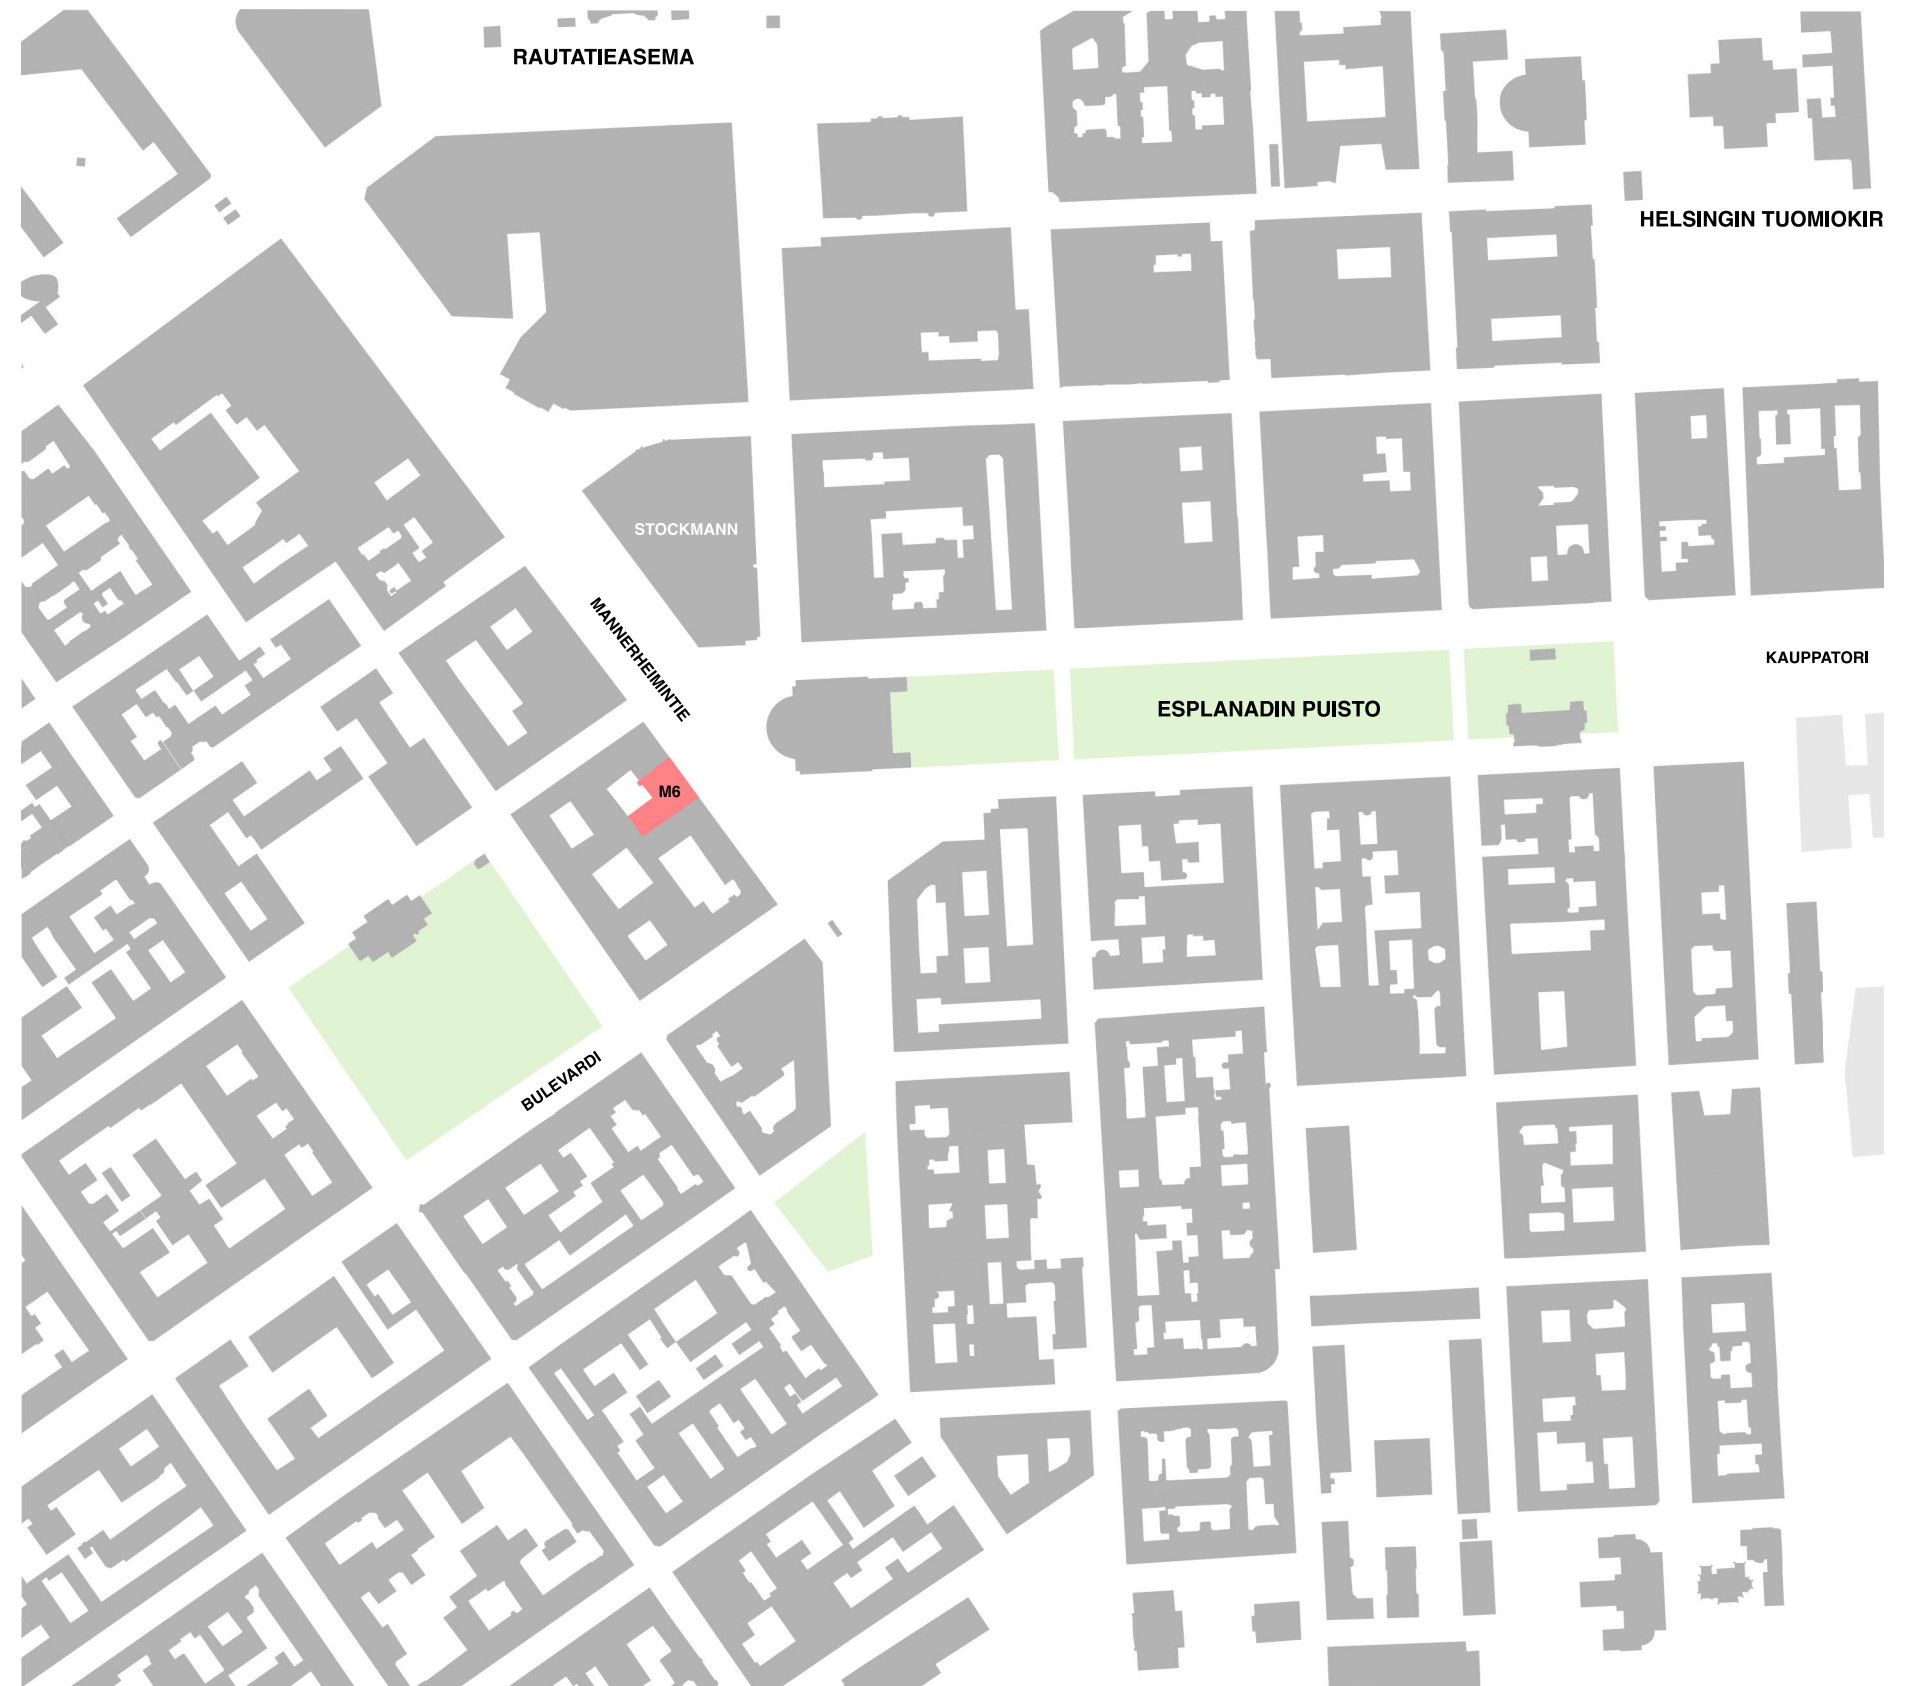 RAUTATIEASEMA
HELSINGIN TUOMIOKIR
STOCKMANN
MANNERHEIMINTIE
KAUPPATORI
ESPLANADIN PUISTO
M6
BULEVARDI